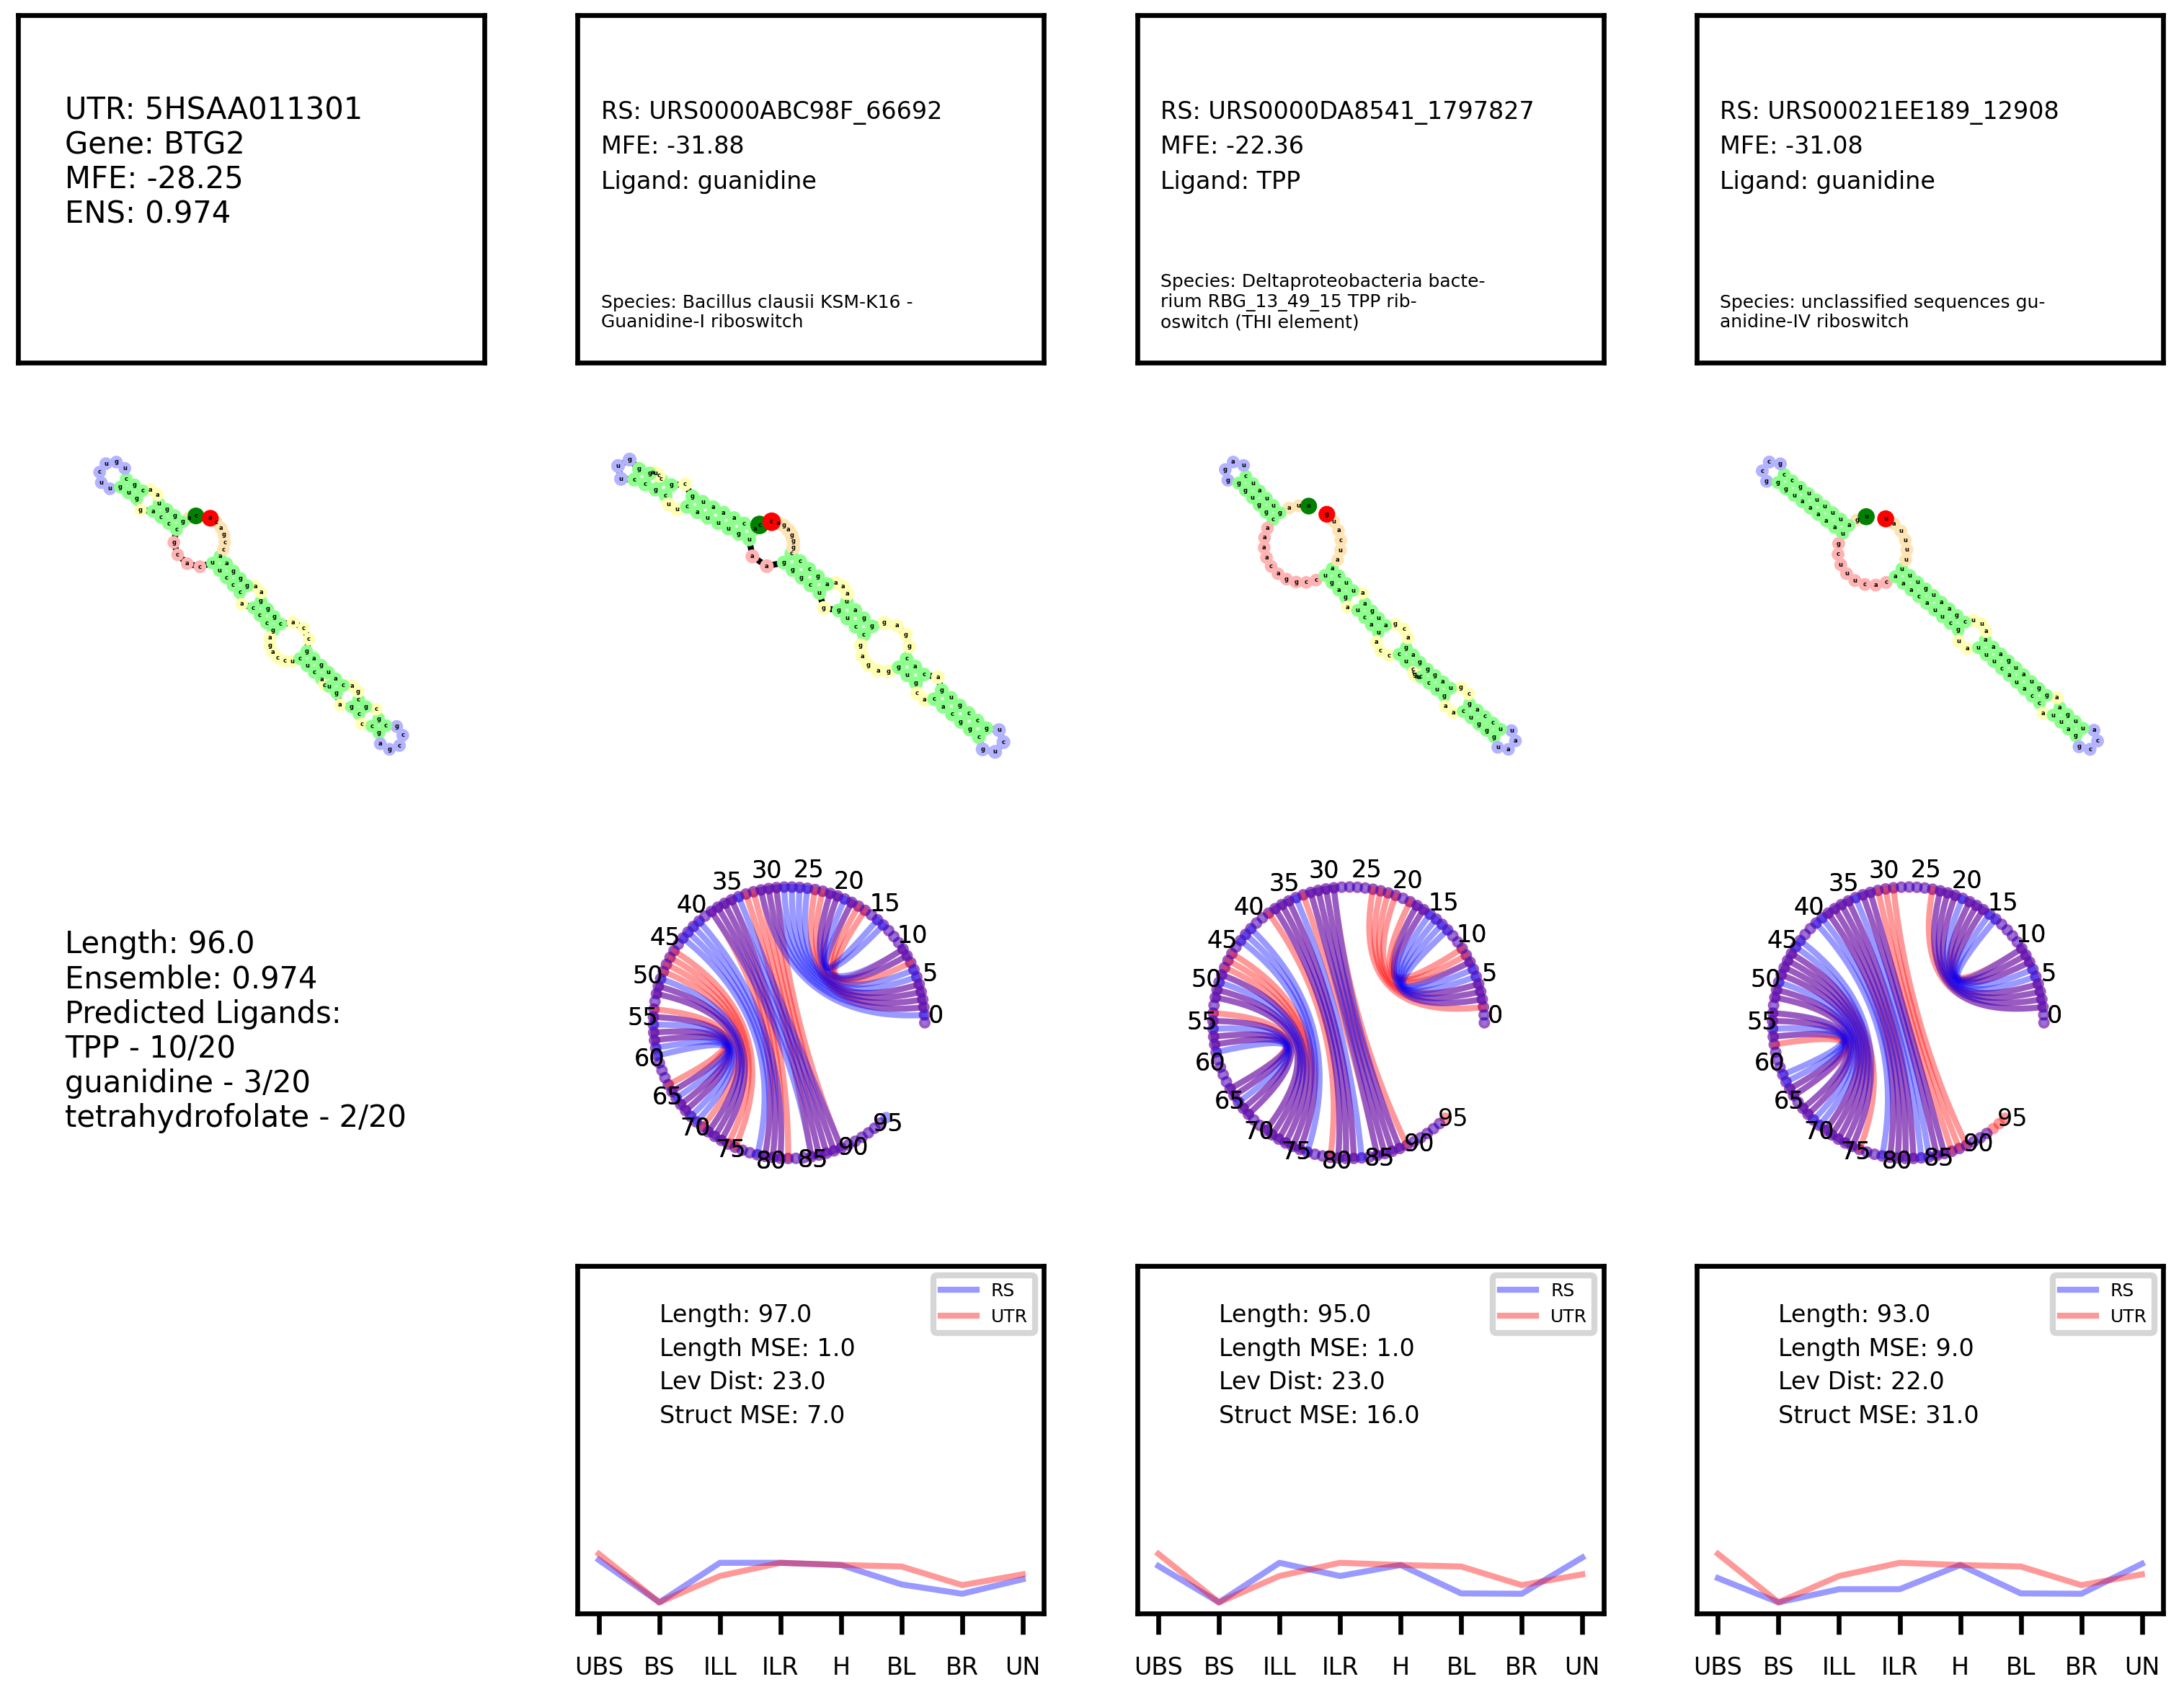 UTR: 5HSAA011301
Gene: BTG2
MFE: -28.25
ENS: 0.974
RS: URS0000ABC98F_66692
MFE: -31.88
Ligand: guanidine
Species: Bacillus clausii KSM-K16 -
Guanidine-I riboswitch
RS: URS0000DA8541_1797827
MFE: -22.36
Ligand: TPP
Species: Deltaproteobacteria bacte-
rium RBG_13_49_15 TPP rib-
oswitch (THI element)
RS: URS00021EE189_12908
MFE: -31.08
Ligand: guanidine
Species: unclassified sequences gu-
anidine-IV riboswitch
Length: 96.0
Ensemble: 0.974
Predicted Ligands:
TPP - 10/20
guanidine - 3/20
tetrahydrofolate - 2/20
0
5
10
15
20
25
30
35
40
45
50
55
60
65
70
75
80
85
90
95
0
5
10
15
20
25
30
35
40
45
50
55
60
65
70
75
80
85
90
95
0
5
10
15
20
25
30
35
40
45
50
55
60
65
70
75
80
85
90
95
RS
UTR
Length: 97.0
Length MSE: 1.0
Lev Dist: 23.0
Struct MSE: 7.0
UBS BS ILL ILR H BL BR UN
RS
UTR
Length: 95.0
Length MSE: 1.0
Lev Dist: 23.0
Struct MSE: 16.0
UBS BS ILL ILR H BL BR UN
RS
UTR
Length: 93.0
Length MSE: 9.0
Lev Dist: 22.0
Struct MSE: 31.0
UBS BS ILL ILR H BL BR UN